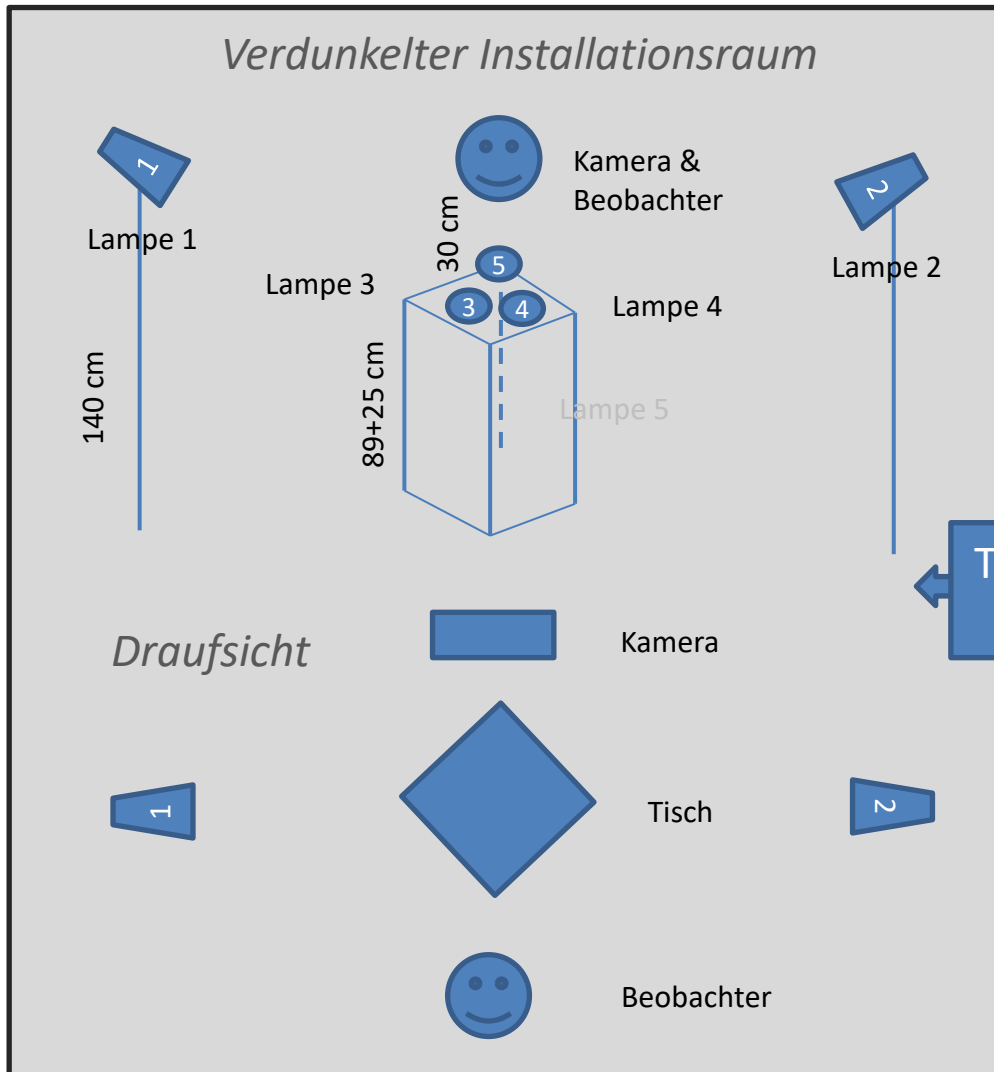 Verdunkelter Installationsraum
1
Kamera &
Beobachter
2
Lampe 1
30 cm
5
Lampe 2
Lampe 3
3
4
Lampe 4
140 cm
89+25 cm
Lampe 5
T
Draufsicht
Kamera
1
Tisch
2
Beobachter